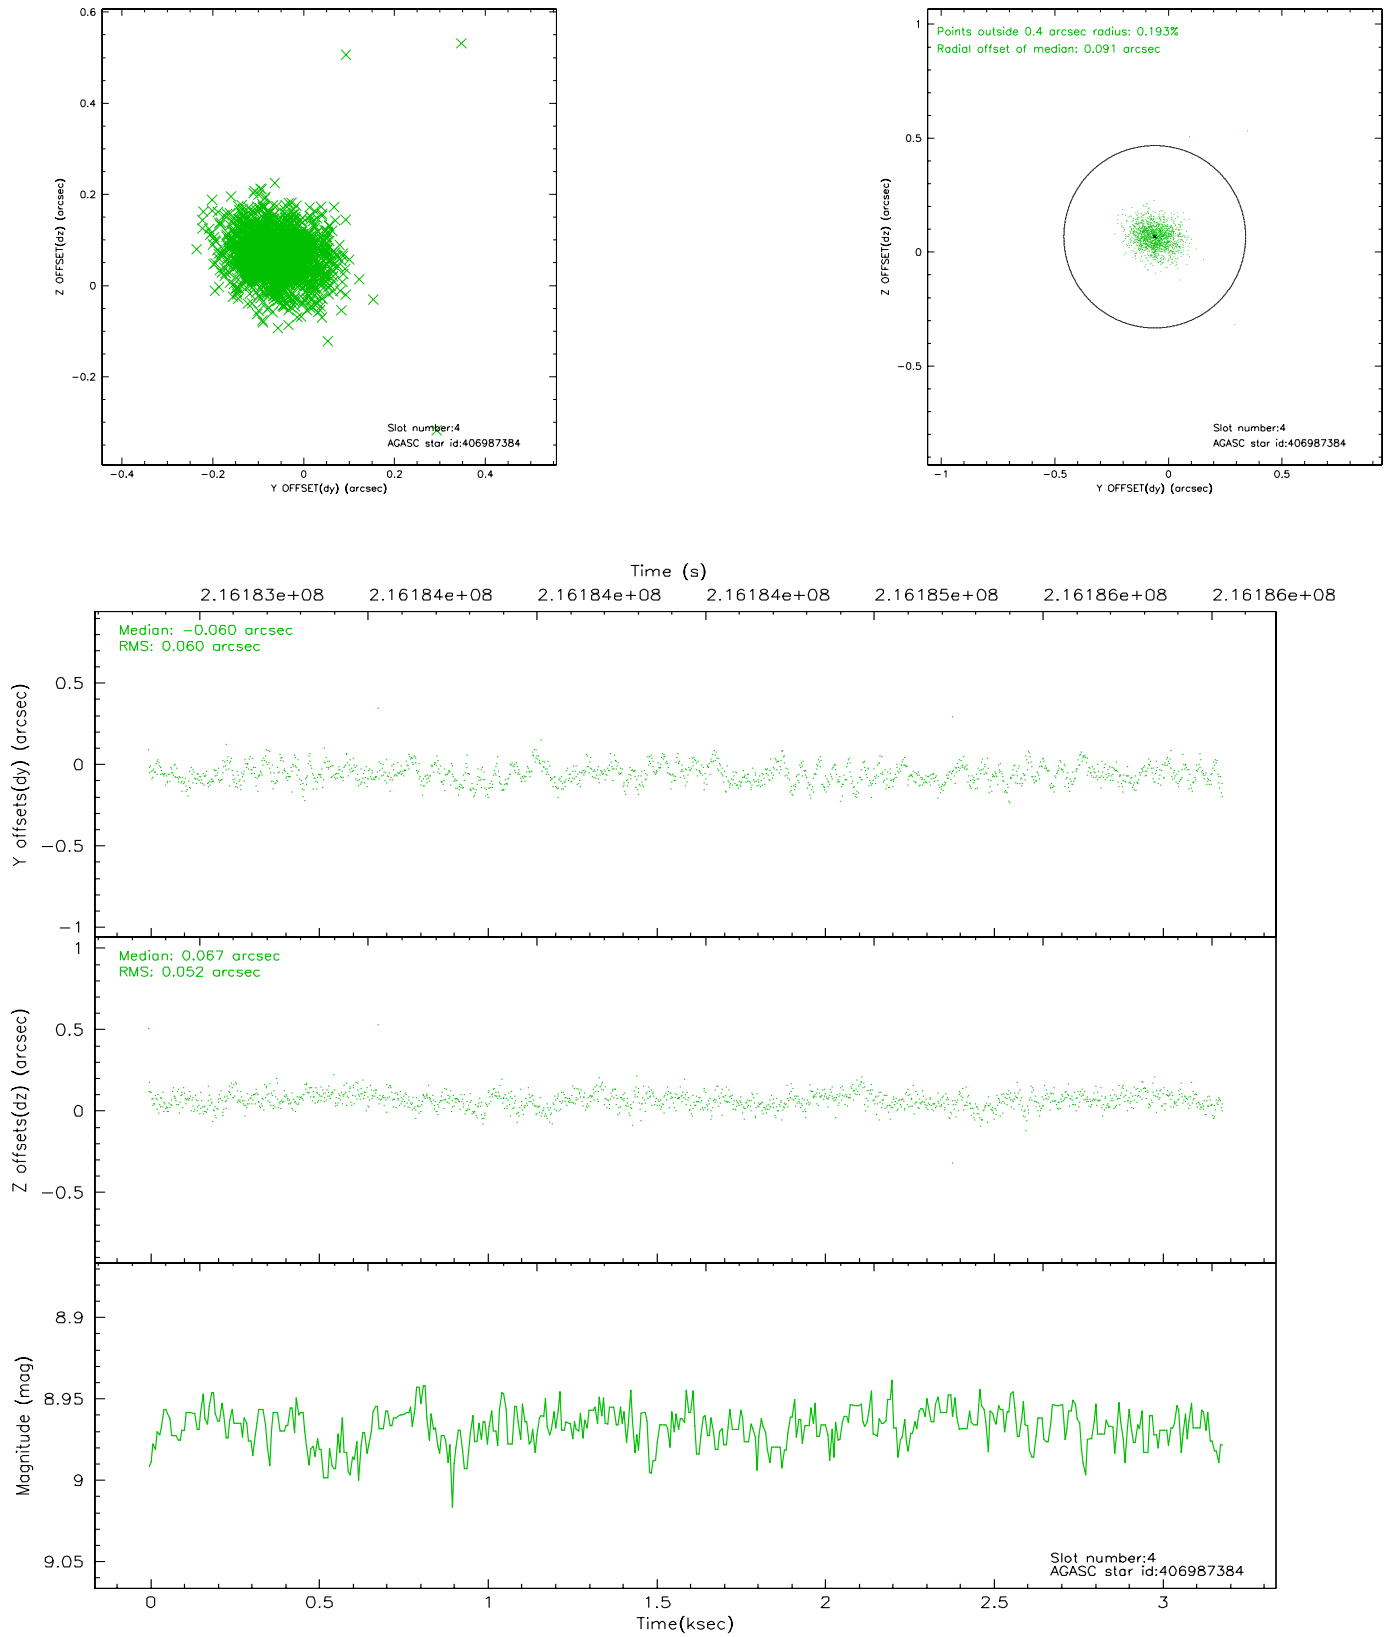 0.6
0.4
0.2
0
-0.2
-0.4 -0.2 0 0.2 0.4
Z OFFSET(dz) (arcsec)
Y OFFSET(dy) (arcsec)
Slot number:4
AGASC star id:406987384
Points outside 0.4 arcsec radius: 0.193%
Radial offset of median: 0.091 arcsec
1
0.5
0
-0.5
-1 -0.5 0 0.5
Z OFFSET(dz) (arcsec)
Y OFFSET(dy) (arcsec)
Slot number:4
AGASC star id:406987384
Time (s)
2.16183e+08 2.16184e+08 2.16184e+08 2.16184e+08 2.16185e+08 2.16186e+08 2.16186e+08
Median: -0.060 arcsec
RMS: 0.060 arcsec
0.5
0
-0.5
-1
Y offsets(dy) (arcsec)
Median: 0.067 arcsec
RMS: 0.052 arcsec
1
0.5
0
-0.5
Z offsets(dz) (arcsec)
8.9
8.95
9
9.05
Magnitude (mag)
Slot number:4
AGASC star id:406987384
0 0.5 1 1.5 2 2.5 3
Time(ksec)